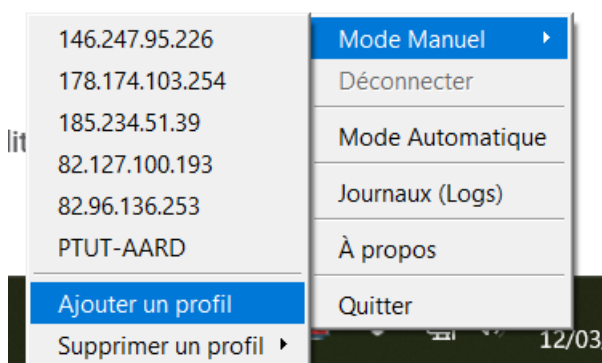 146.247.95.226
178.174.103.254
185.234.51.39
82.127.100.193
82.96.136.253
PTUT-AARD
Ajouter un profil
Supprimer un profil
Mode Manuel
Déconnecter
Mode Automatique
Journaux (Logs)
À propos
Quitter
lit
12/03